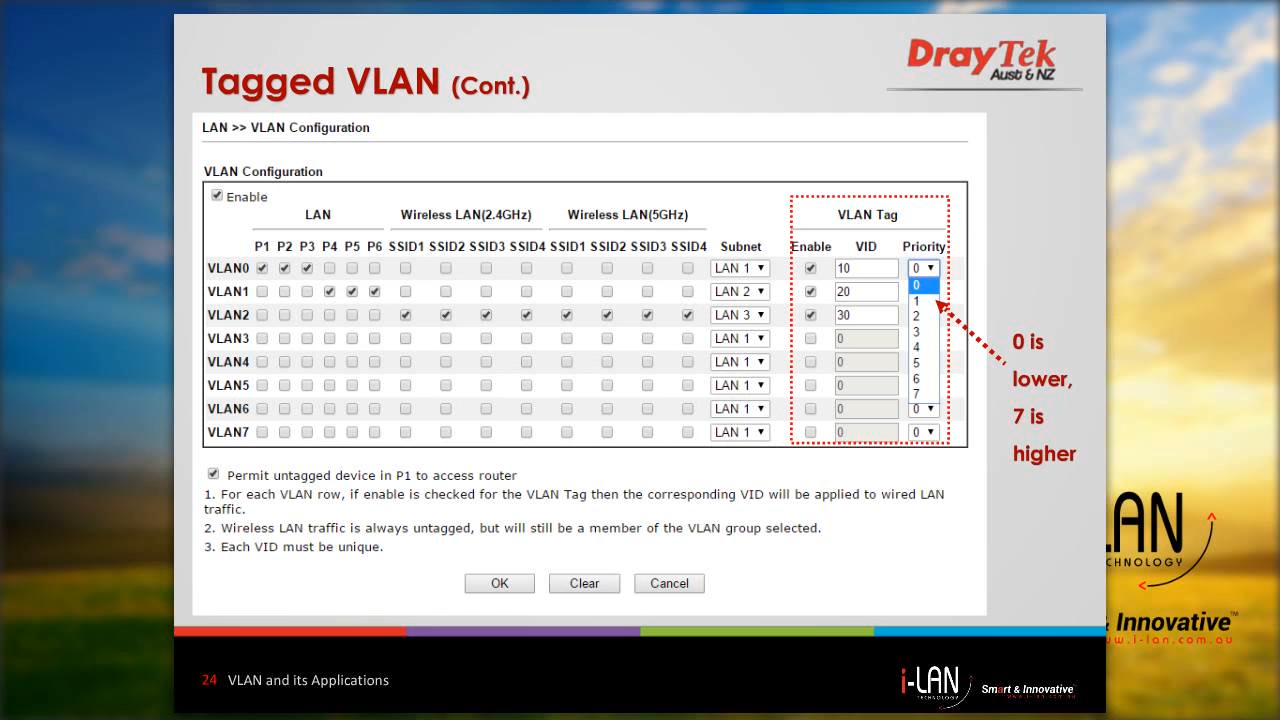 DrayTek
Aust & NZ
Tagged VLAN (Cont.)
LAN >> VLAN Configuration
VLAN Configuration
Enable
LAN Wireless LAN(2.4GHz) Wireless LAN(5GHz) VLAN Tag
P1 P2 P3 P4 P5 P6 SSID1 SSID2 SSID3 SSID4 SSID1 SSID2 SSID3 SSID4 Subnet Enable VID Priority
VLAN0 LAN 1 10 0
VLAN1 LAN 2 20
VLAN2 LAN 3 30
VLAN3 LAN 1 0
VLAN4 LAN 1 0
VLAN5 LAN 1 0
VLAN6 LAN 1 0 0
VLAN7 LAN 1 0 0
0
1
2
3
4
5
6
7
0 is
lower,
7 is
higher
Permit untagged device in P1 to access router
1. For each VLAN row, if enable is checked for the VLAN Tag then the corresponding VID will be applied to wired LAN
traffic.
2. Wireless LAN traffic is always untagged, but will still be a member of the VLAN group selected.
3. Each VID must be unique.
OK Clear Cancel
LAN
CHNOLOGY
& Innovative™
w.i-lan.com.au
24 VLAN and its Applications
i-LAN
TECHNOLOGY
Smart & Innovative